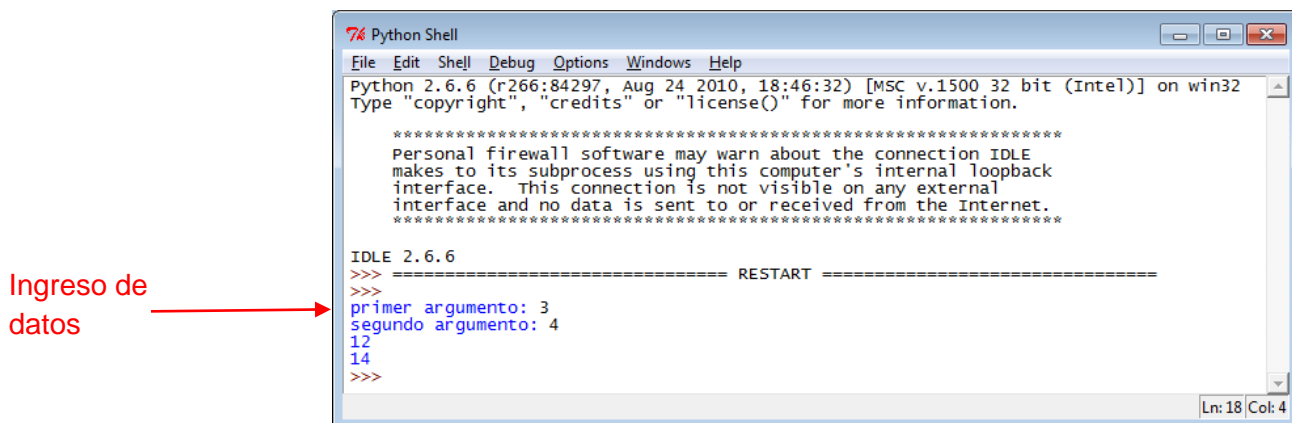 Python Shell
File Edit Shell Debug Options Windows Help
Python 2.6.6 (r266:84297, Aug 24 2010, 18:46:32) [MSC v.1500 32 bit (Intel)] on win32
Type "copyright", "credits" or "license()" for more information.
****************************************************************
Personal firewall software may warn about the connection IDLE
makes to its subprocess using this computer's internal loopback
interface.  This connection is not visible on any external
interface and no data is sent to or received from the Internet.
****************************************************************
IDLE 2.6.6
>>> ================================ RESTART ================================
>>>
Ingreso de
datos
primer argumento: 3
segundo argumento: 4
12
14
>>>
Ln: 18 Col: 4